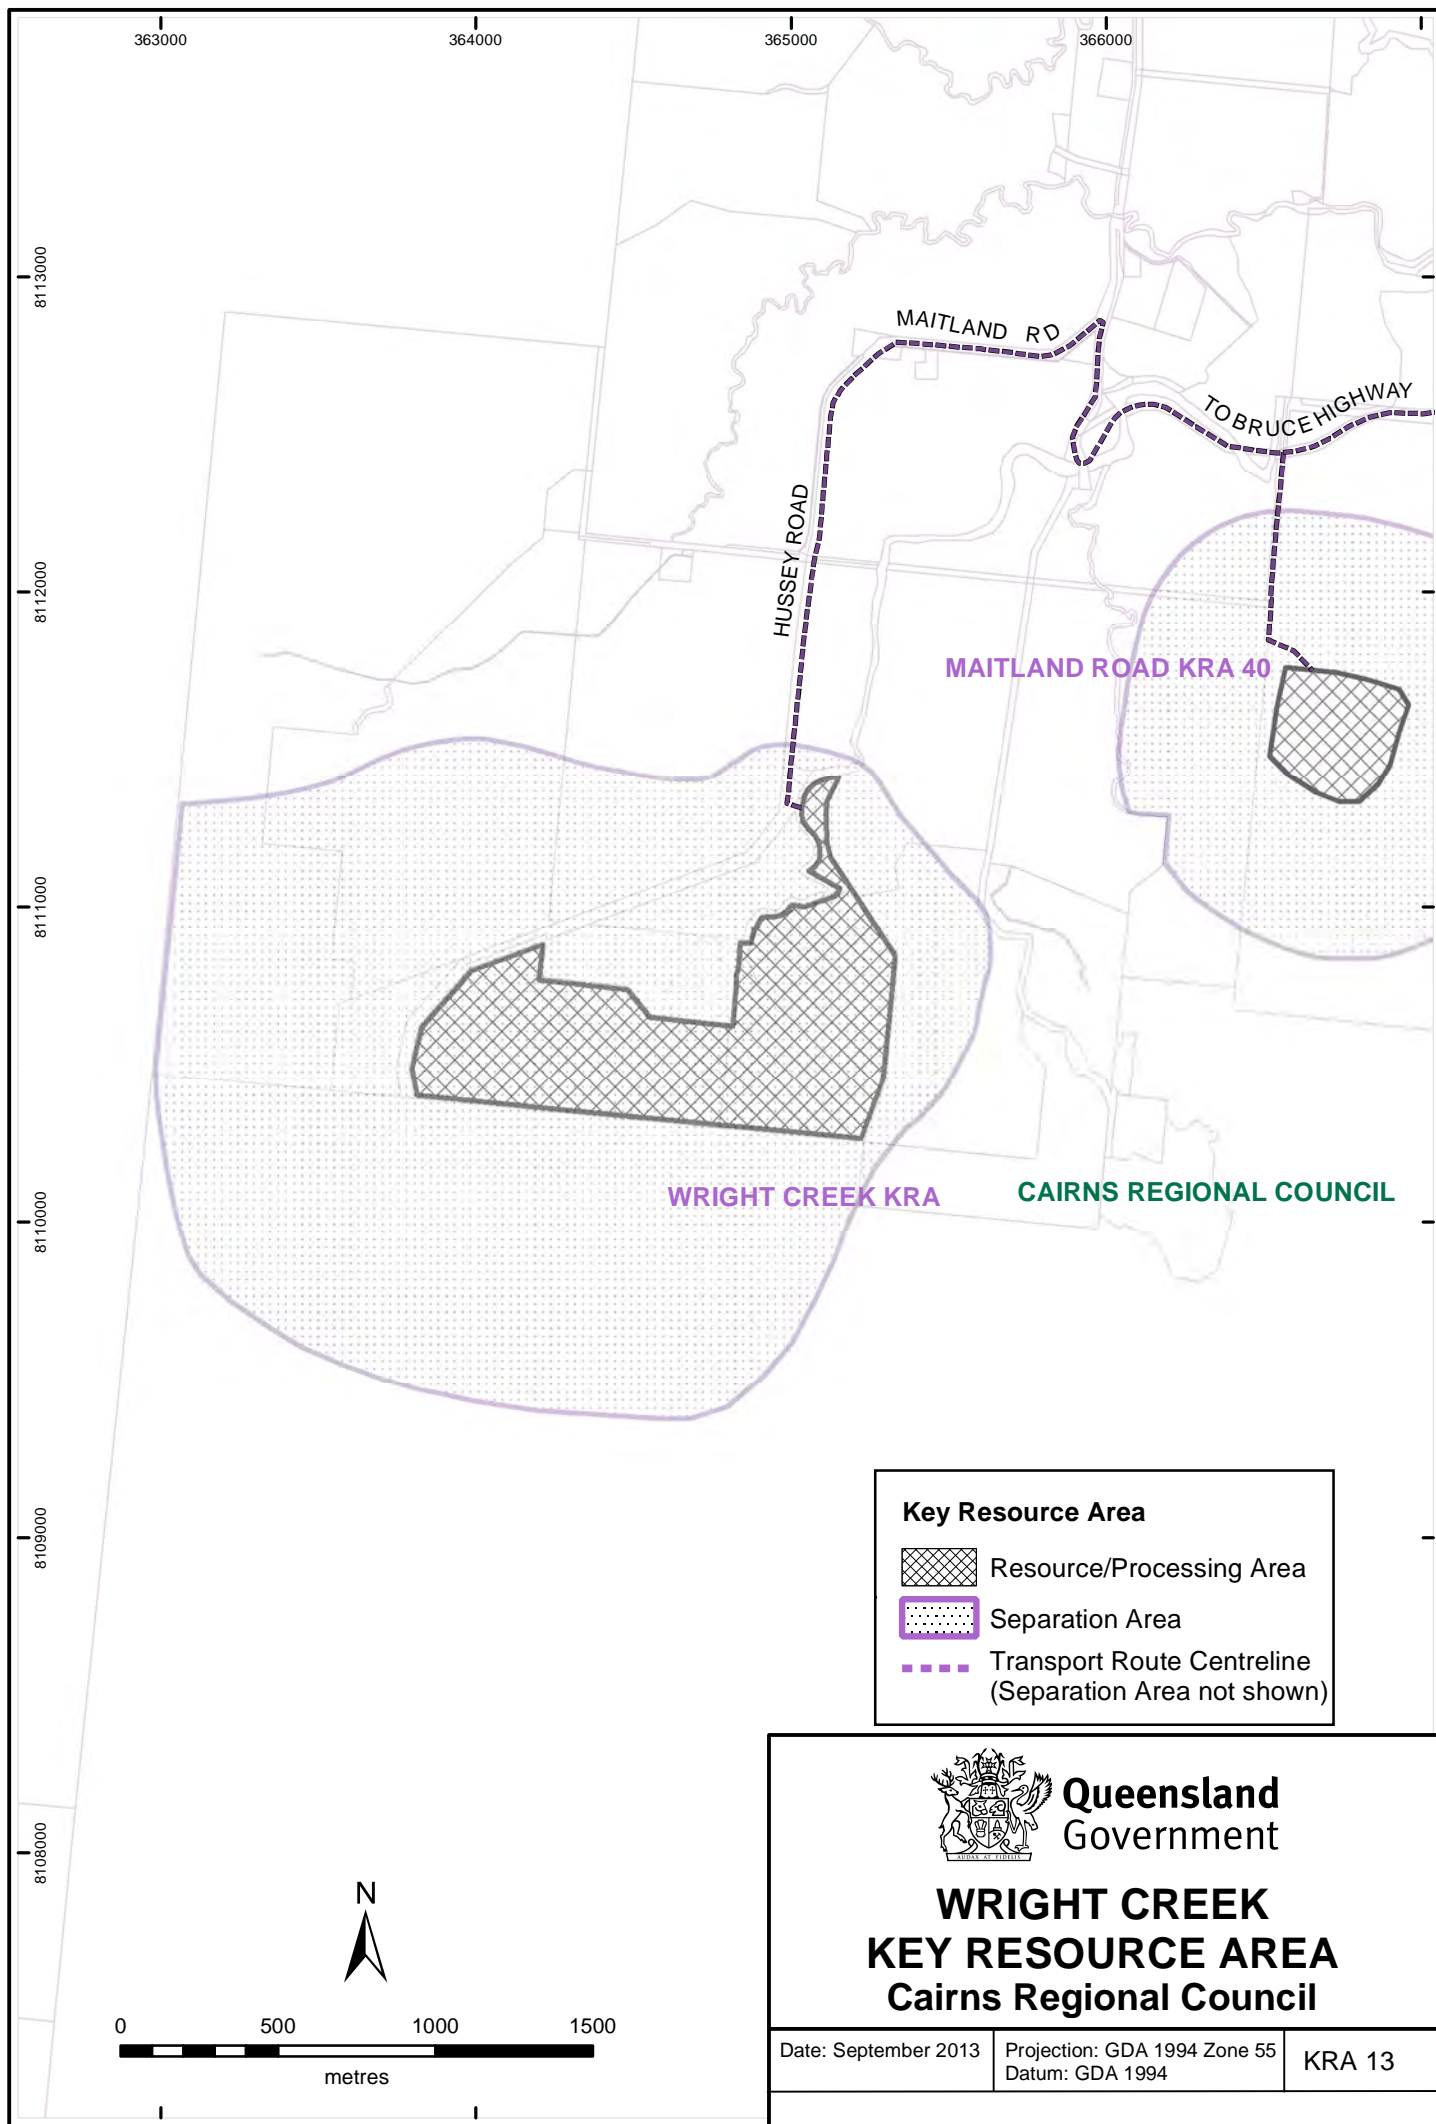 363000
364000
365000
366000
8113000
8112000
8111000
8110000
8109000
8108000
MAITLAND RD
TO BRUCE HIGHWAY
HUSSEY ROAD
MAITLAND ROAD KRA 40
WRIGHT CREEK KRA
CAIRNS REGIONAL COUNCIL
Key Resource Area
Resource/Processing Area
Separation Area
Transport Route Centreline
(Separation Area not shown)
AUDAX AT FIDELIS
Queensland
Government
WRIGHT CREEK
KEY RESOURCE AREA
Cairns Regional Council
Date: September 2013
Projection: GDA 1994 Zone 55
Datum: GDA 1994
KRA 13
N
0 500 1000 1500
metres